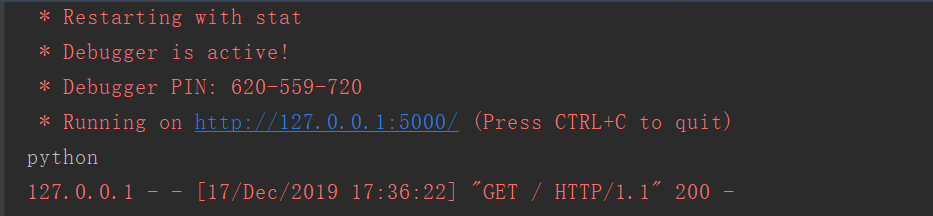 * Restarting with stat
* Debugger is active!
* Debugger PIN: 620-559-720
* Running on http://127.0.0.1:5000/ (Press CTRL+C to quit)
python
127.0.0.1 - - [17/Dec/2019 17:36:22] "GET / HTTP/1.1" 200 -